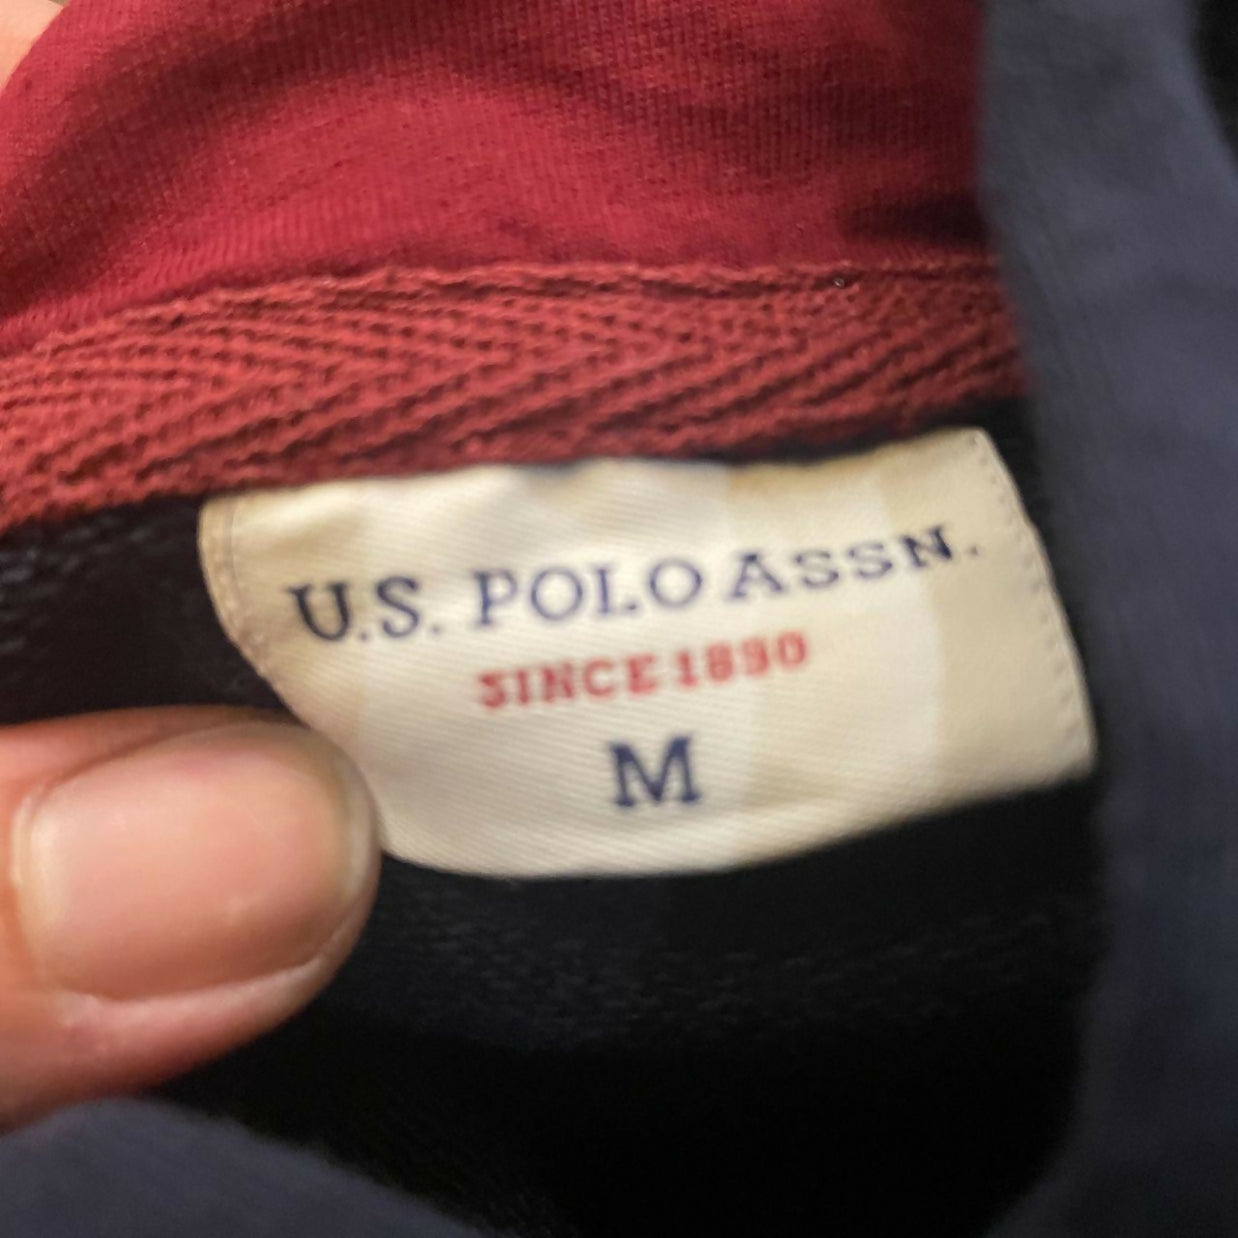 U.S. POLO ASSN.
SINCE 1890
M